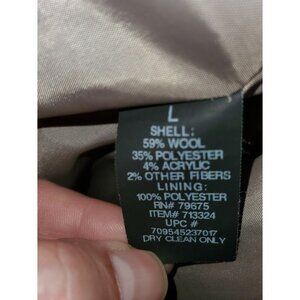 L
SHELL:
59% WOOL
35% POLYESTER
4% ACRYLIC
2% OTHER FIBERS
LINING:
100% POLYESTER
RN# 79675
ITEM# 713324
UPC #
709545237017
DRY CLEAN ONLY